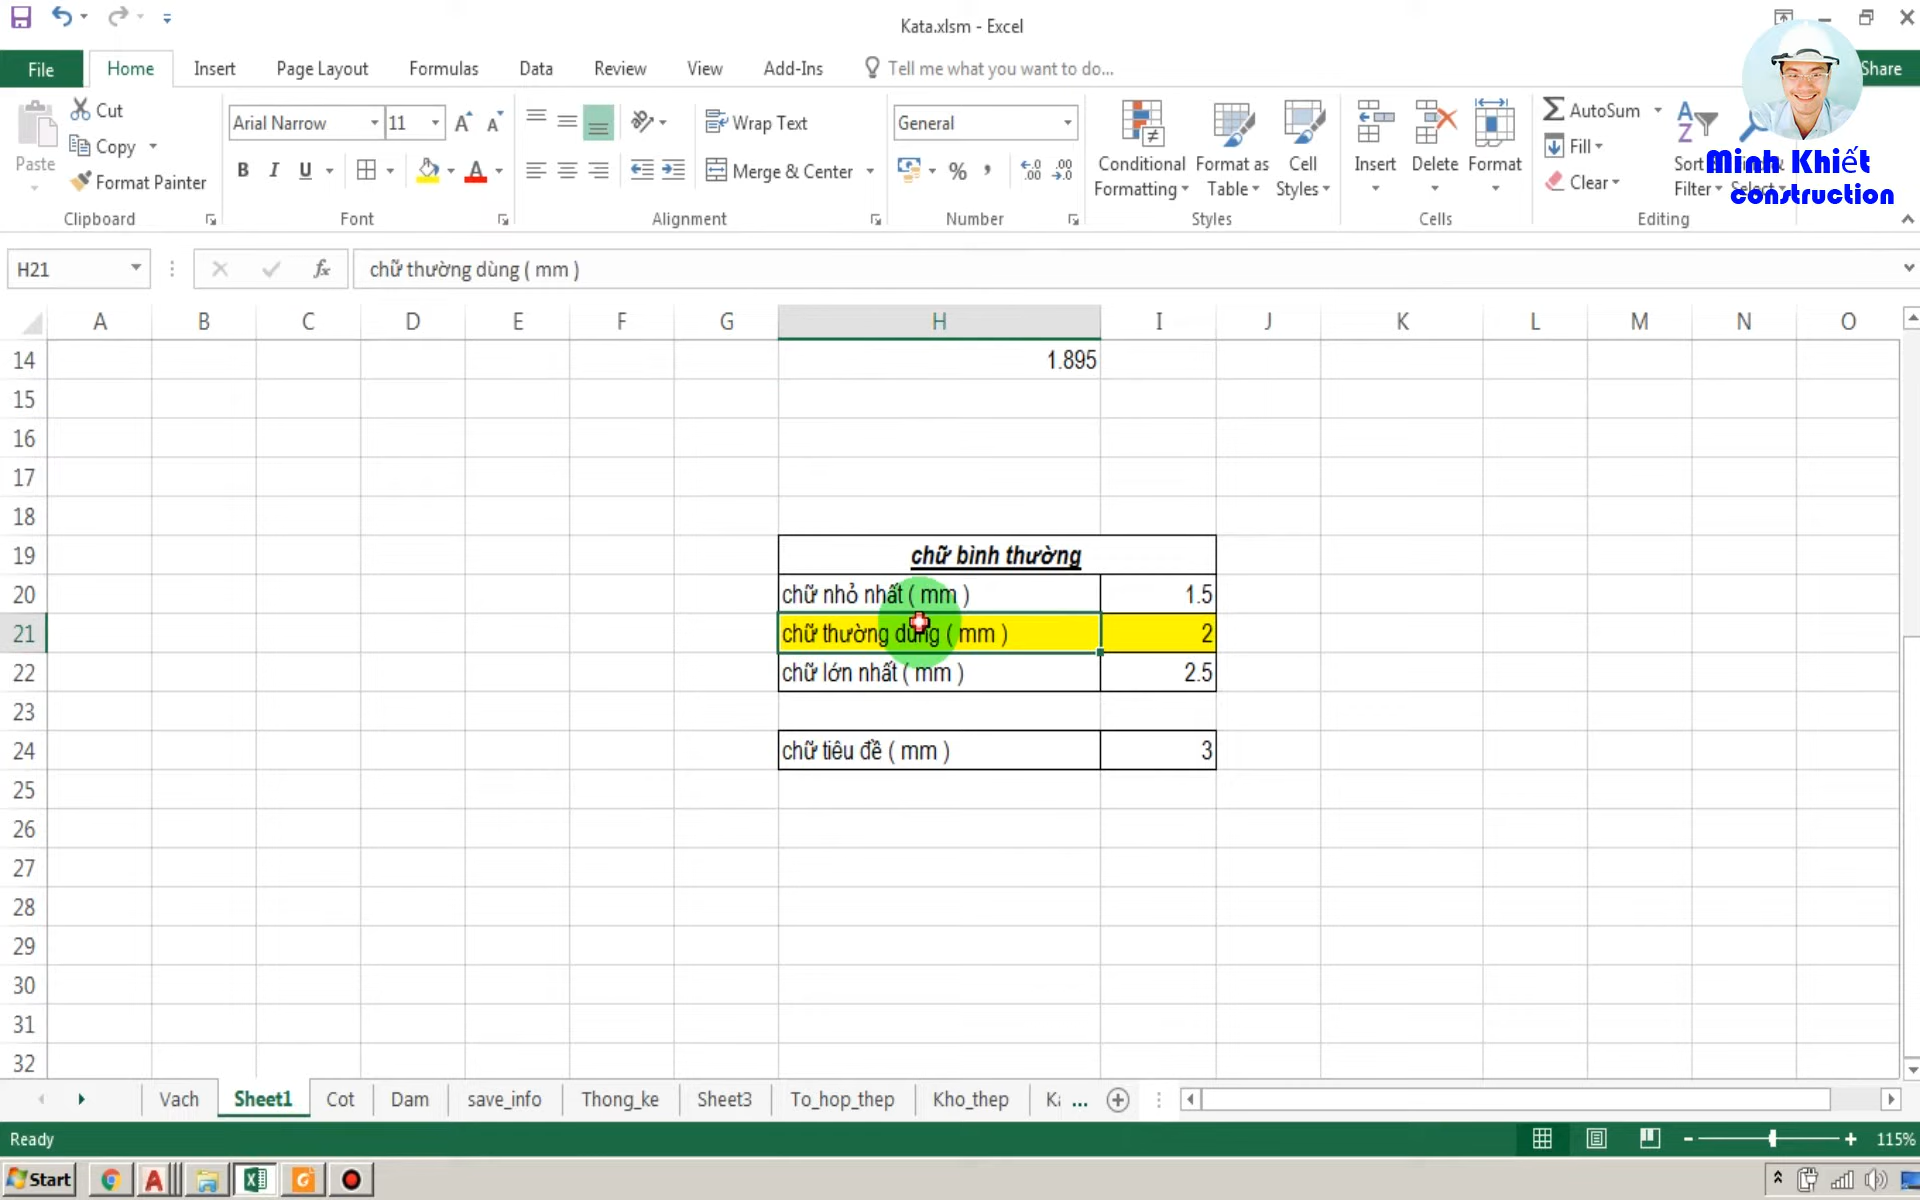 Kata.xlsm - Excel
File Home Insert Page Layout Formulas Data Review View Add-Ins Tell me what you want to do... Share
Cut
Copy
Format Painter
Paste
Clipboard
Arial Narrow 11
B I U
Font
Wrap Text
Merge & Center
Alignment
General
Number
Conditional
Formatting
Format as
Table
Cell
Styles
Styles
Insert
Delete
Format
Cells
AutoSum
Fill
Clear
Sort
Filter
Select
Editing
Minh Khiết
construction
H21 fx chữ thường dùng ( mm )
A B C D E F G H I J K L M N O
14 1.895
15
16
17
18
19 chữ bình thường
20 chữ nhỏ nhất ( mm ) 1.5
21 chữ thường dùng ( mm ) 2
22 chữ lớn nhất ( mm ) 2.5
23
24 chữ tiêu đề ( mm ) 3
25
26
27
28
29
30
31
32
Vach Sheet1 Cot Dam save_info Thong_ke Sheet3 To_hop_thep Kho_thep ...
Ready 115%
Start